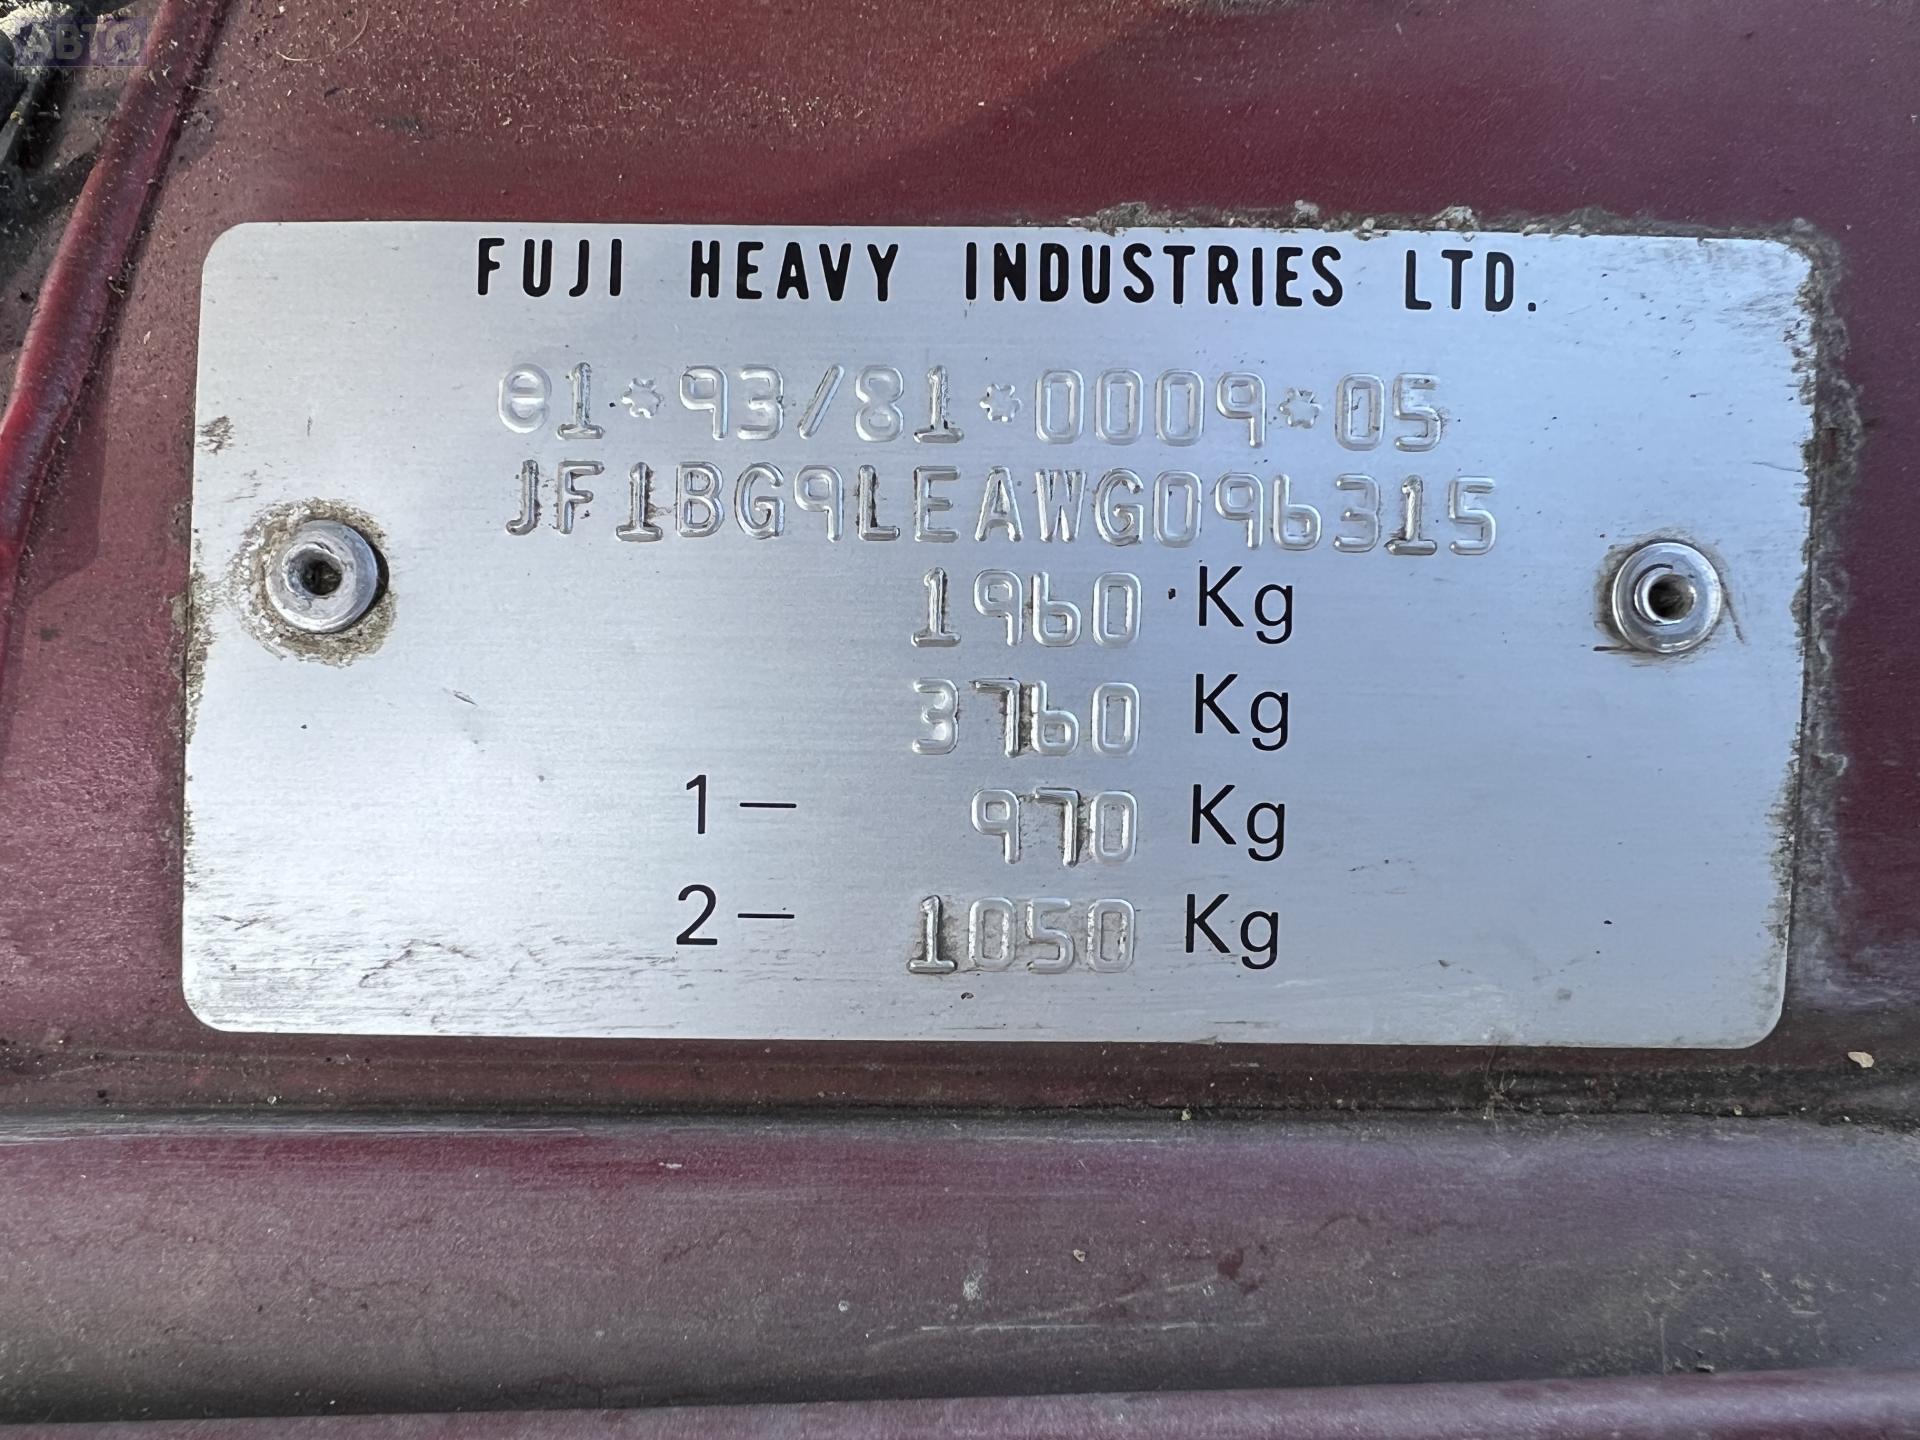 АВТО
FUJI HEAVY INDUSTRIES LTD.
e1*93/81*0009*05
JF1BG9LEAWG096315
1960 Kg
3760 Kg
1— 970 Kg
2— 1050 Kg